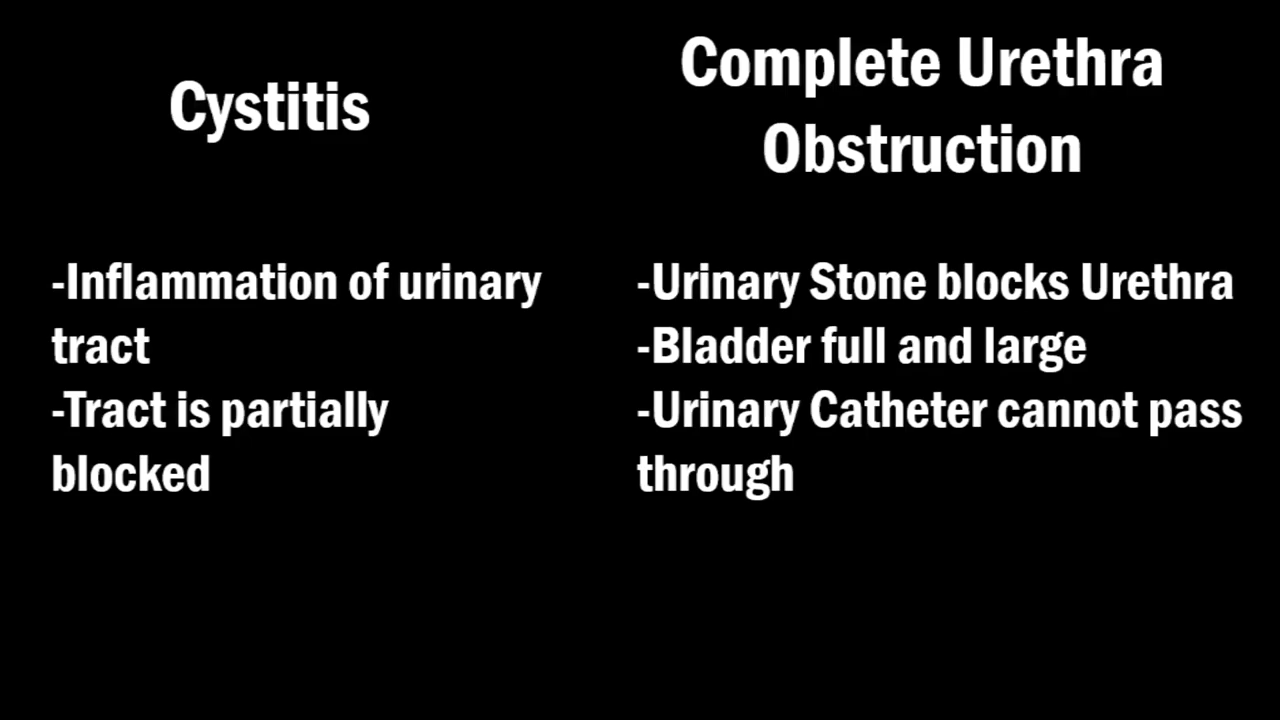 Cystitis
-Inflammation of urinary
tract
-Tract is partially
blocked
Complete Urethra
Obstruction
-Urinary Stone blocks Urethra
-Bladder full and large
-Urinary Catheter cannot pass
through